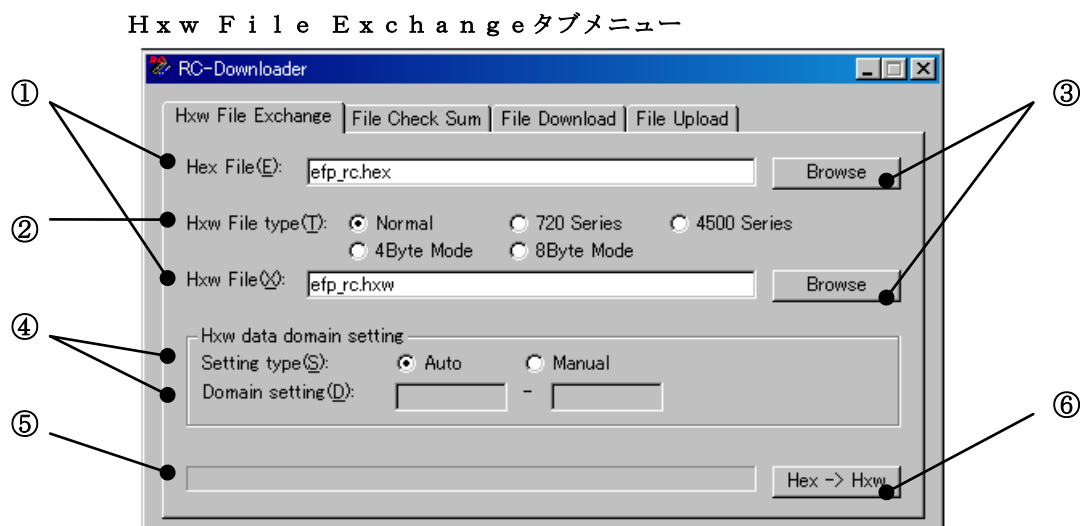 Ｈｘｗ　Ｆｉｌｅ　Ｅｘｃｈａｎｇｅタブメニュー
RC-Downloader
Hxw File Exchange File Check Sum File Download File Upload
① ③
Hex File(E): efp_rc.hex Browse
② Hxw File type(T): Normal 720 Series 4500 Series
4Byte Mode 8Byte Mode
Hxw File(X): efp_rc.hxw Browse
④ Hxw data domain setting
Setting type(S): Auto Manual
Domain setting(D): -
⑤ ⑥
Hex -> Hxw